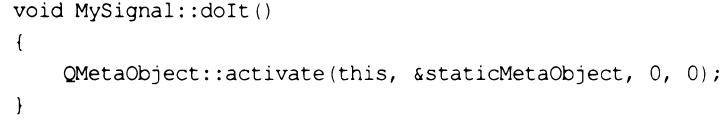 void MySignal::doIt()
{
    QMetaObject::activate(this, &staticMetaObject, 0, 0);
}